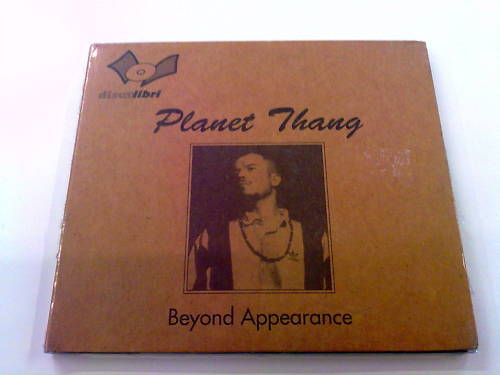 discolibri
Planet Thang
Beyond Appearance